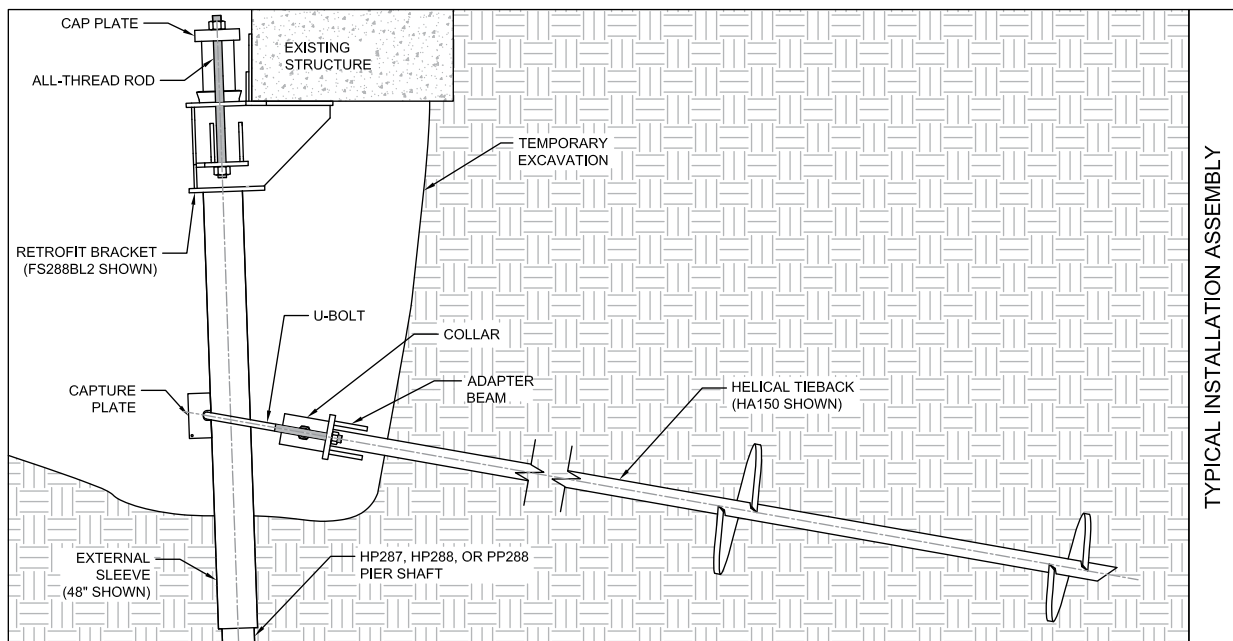 CAP PLATE
ALL-THREAD ROD
EXISTING
STRUCTURE
TEMPORARY
EXCAVATION
RETROFIT BRACKET
(FS288BL2 SHOWN)
U-BOLT
COLLAR
CAPTURE
PLATE
ADAPTER
BEAM
HELICAL TIEBACK
(HA150 SHOWN)
EXTERNAL
SLEEVE
(48" SHOWN)
HP287, HP288, OR PP288
PIER SHAFT
TYPICAL INSTALLATION ASSEMBLY